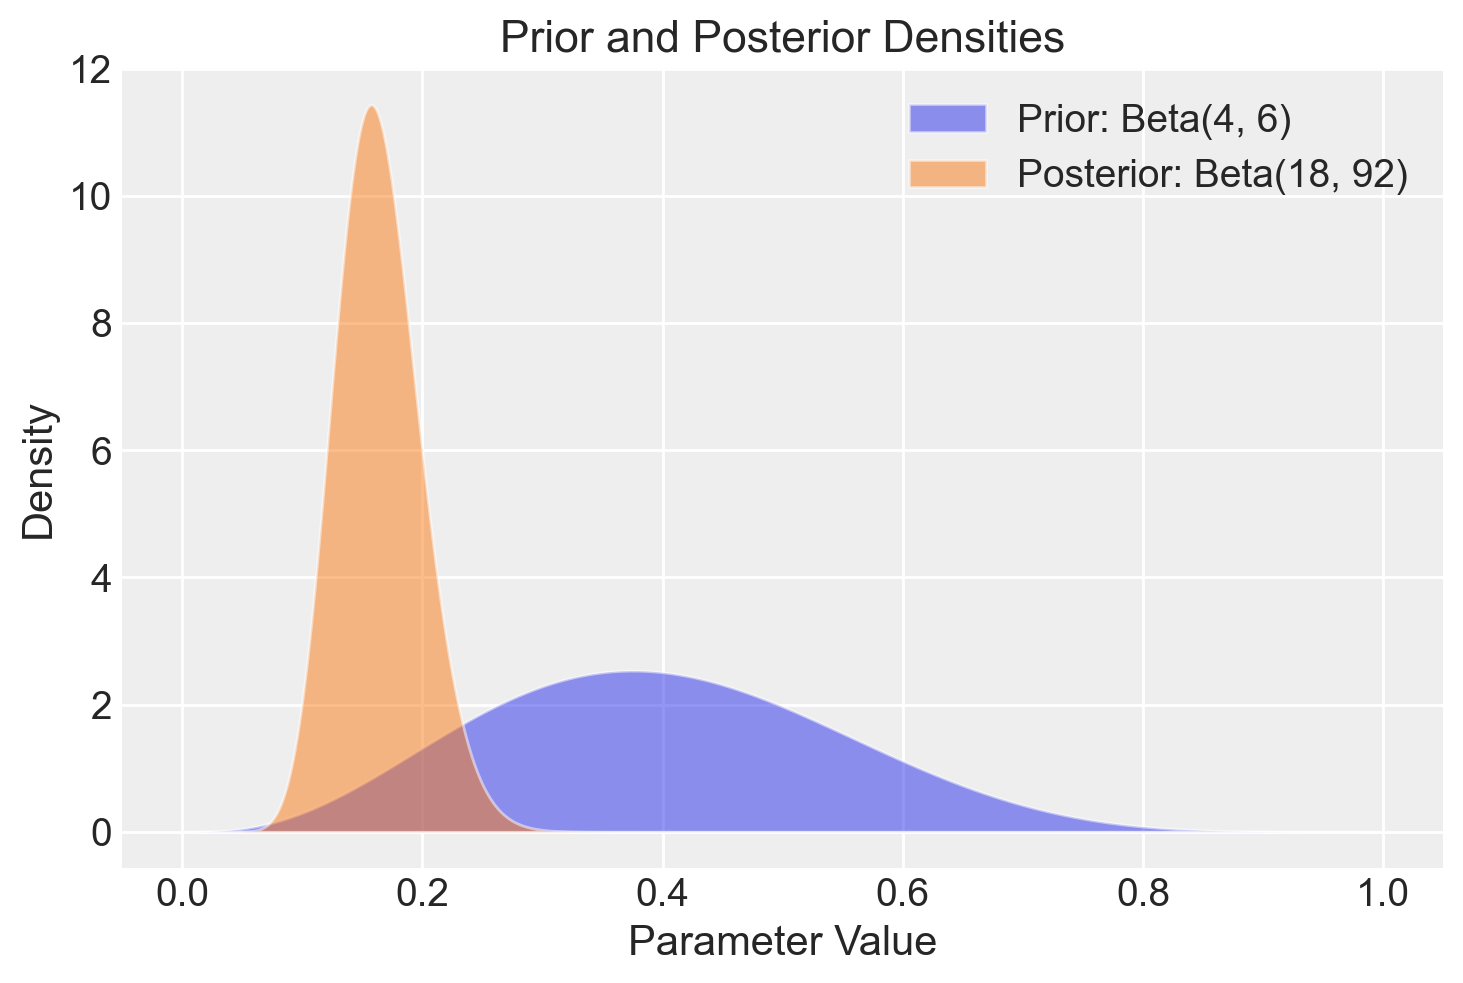 Prior and Posterior Densities
12
10
8
6
4
2
0
Density
Prior: Beta(4, 6)
Posterior: Beta(18, 92)
0.0 0.2 0.4 0.6 0.8 1.0
Parameter Value